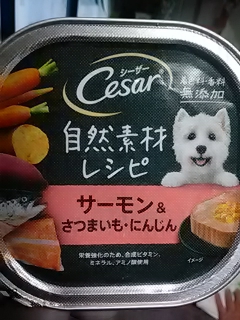 シーザー
Cesar
着色料・香料
無添加
自然素材
レシピ
サーモン&
さつまいも・にんじん
栄養強化のため、合成ビタミン、
ミネラル、アミノ酸使用
イメージ